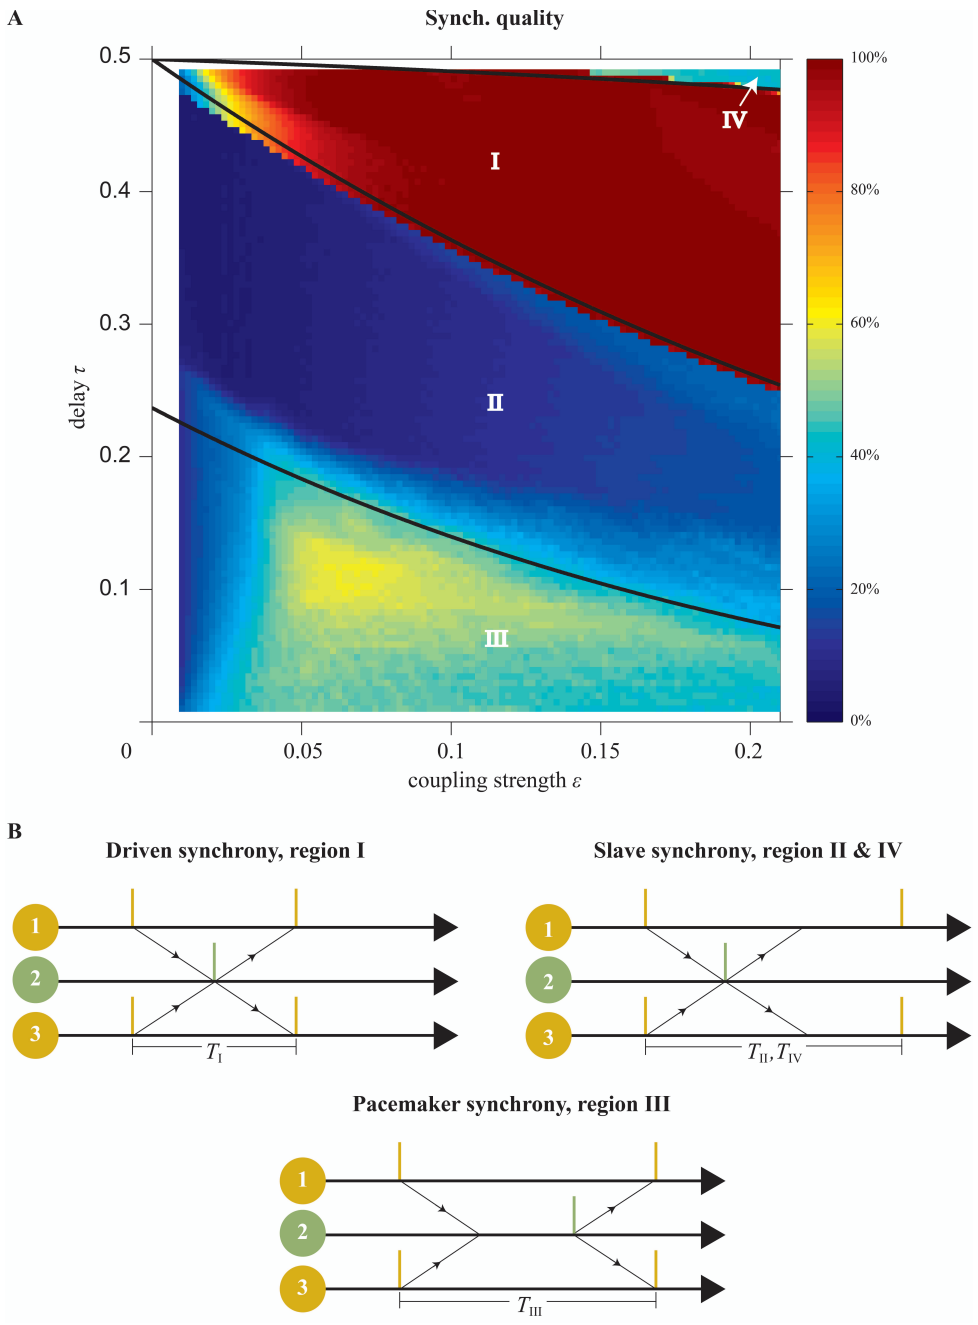 A
Synch. quality
0.5
0.4
0.3
0.2
0.1
delay τ
0
0.05
0.1
0.15
0.2
coupling strength ε
I
II
III
IV
100%
80%
60%
40%
20%
0%
B
Driven synchrony, region I
1
2
3
T_I
Slave synchrony, region II & IV
1
2
3
T_II, T_IV
Pacemaker synchrony, region III
1
2
3
T_III